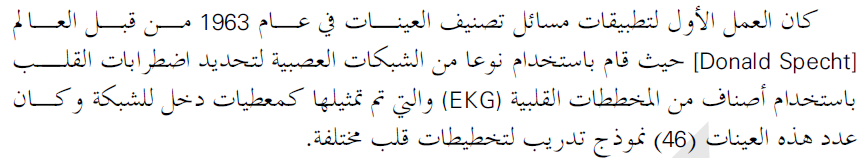 كان العمل الأول لتطبيقات مسائل تصنيف العينات في عام 1963 من قبل العالم
[Donald Specht] حيث قام باستخدام نوعا من الشبكات العصبية لتحديد اضطرابات القلب
باستخدام أصناف من المخططات القلبية (EKG) والتي تم تمثيلها كمعطيات دخل للشبكة وكان
عدد هذه العينات (46) نموذج تدريب لتخطيطات قلب مختلفة.